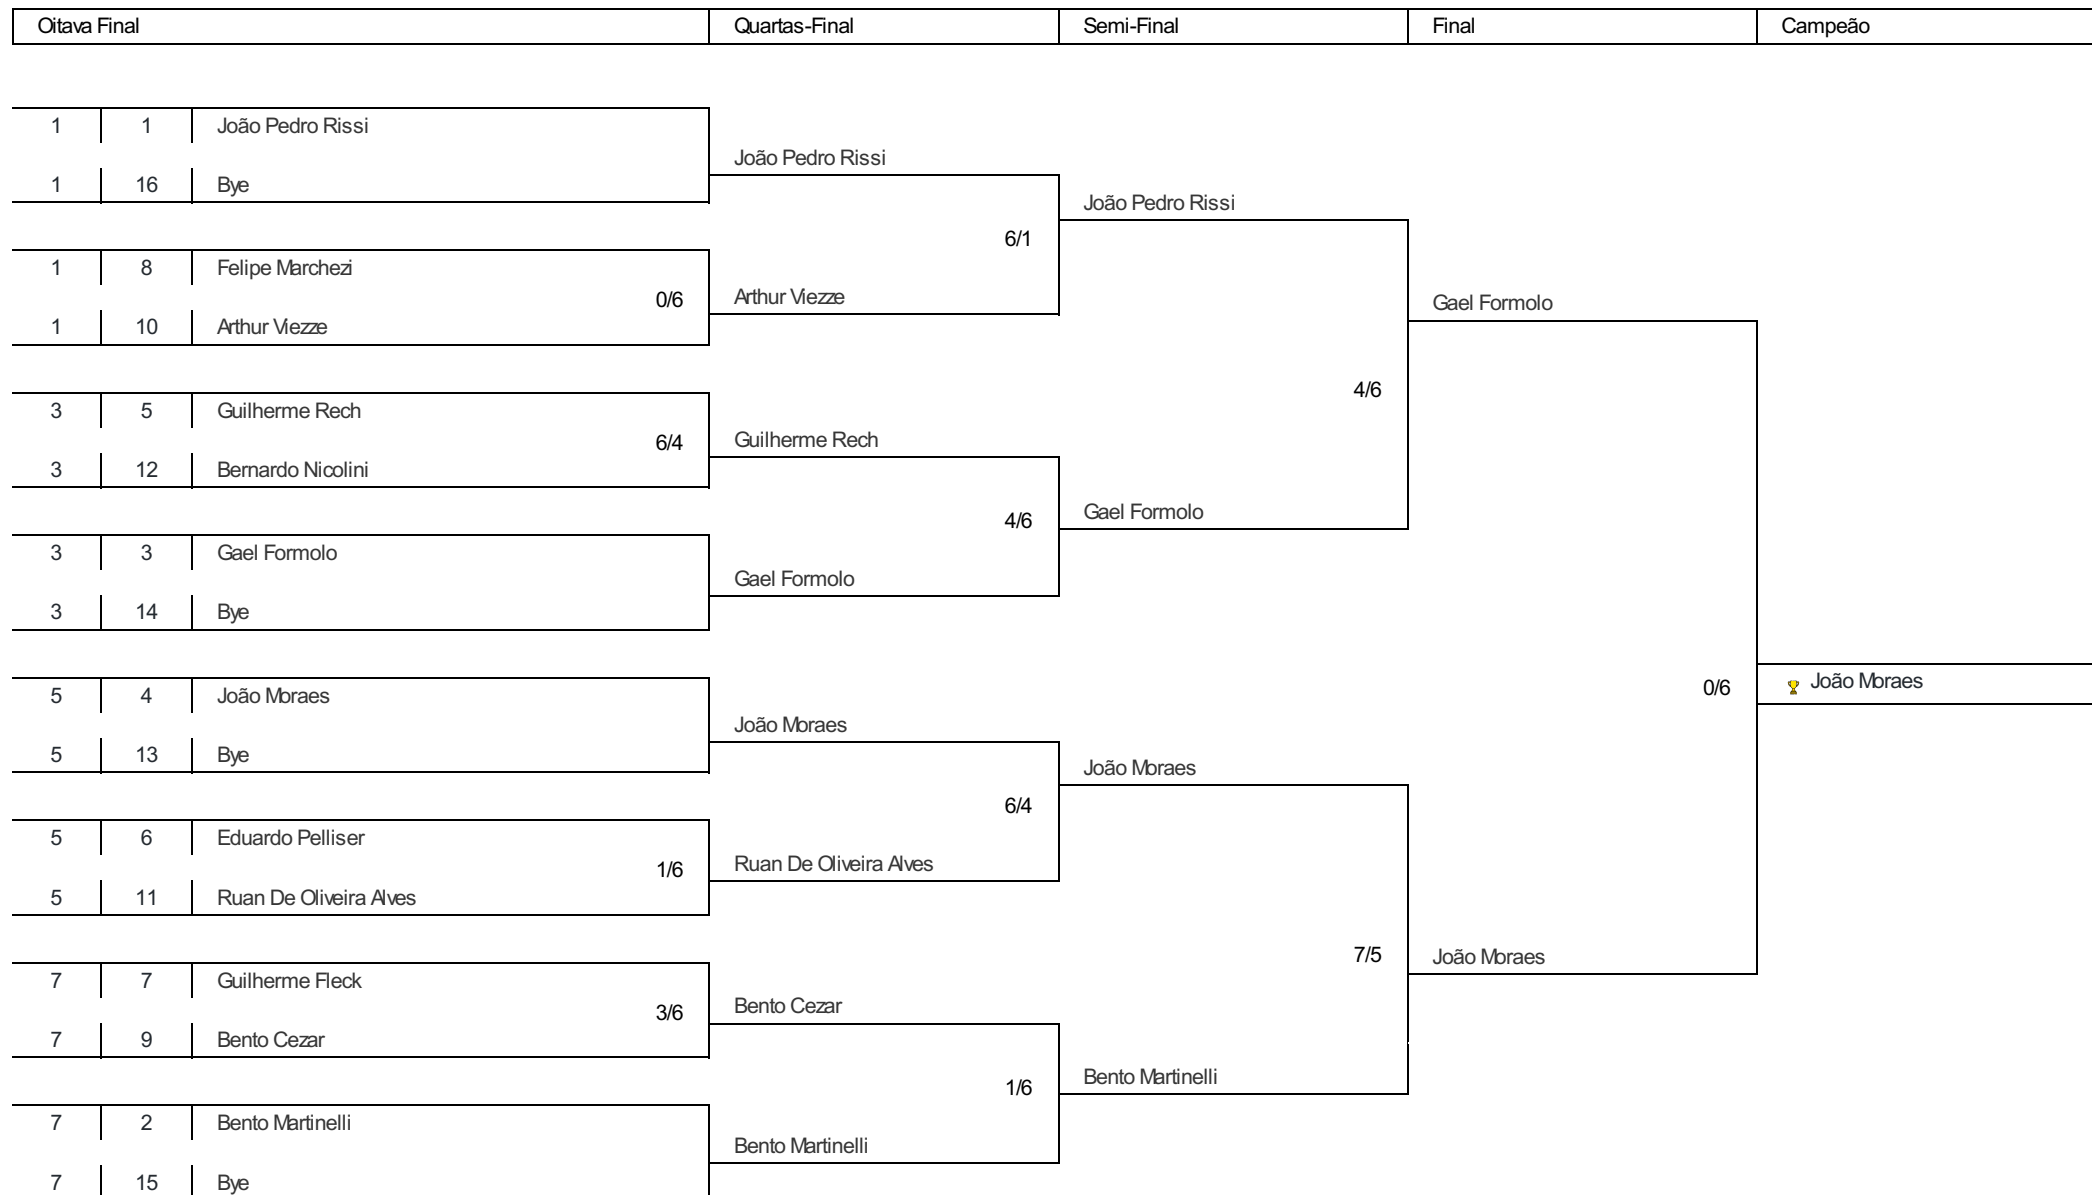 Oitava Final Quartas-Final Semi-Final Final Campeão
1 1 João Pedro Rissi
João Pedro Rissi
1 16 Bye
João Pedro Rissi
6/1
1 8 Felipe Marchezi
0/6
Arthur Viezze
Gael Formolo
1 10 Arthur Viezze
4/6
3 5 Guilherme Rech
6/4
Guilherme Rech
3 12 Bernardo Nicolini
Gael Formolo
4/6
3 3 Gael Formolo
Gael Formolo
3 14 Bye
João Moraes
0/6
5 4 João Moraes
João Moraes
5 13 Bye
João Moraes
6/4
5 6 Eduardo Pelliser
1/6
Ruan De Oliveira Alves
5 11 Ruan De Oliveira Alves
7/5
João Moraes
7 7 Guilherme Fleck
3/6
Bento Cezar
7 9 Bento Cezar
Bento Martinelli
1/6
7 2 Bento Martinelli
Bento Martinelli
7 15 Bye